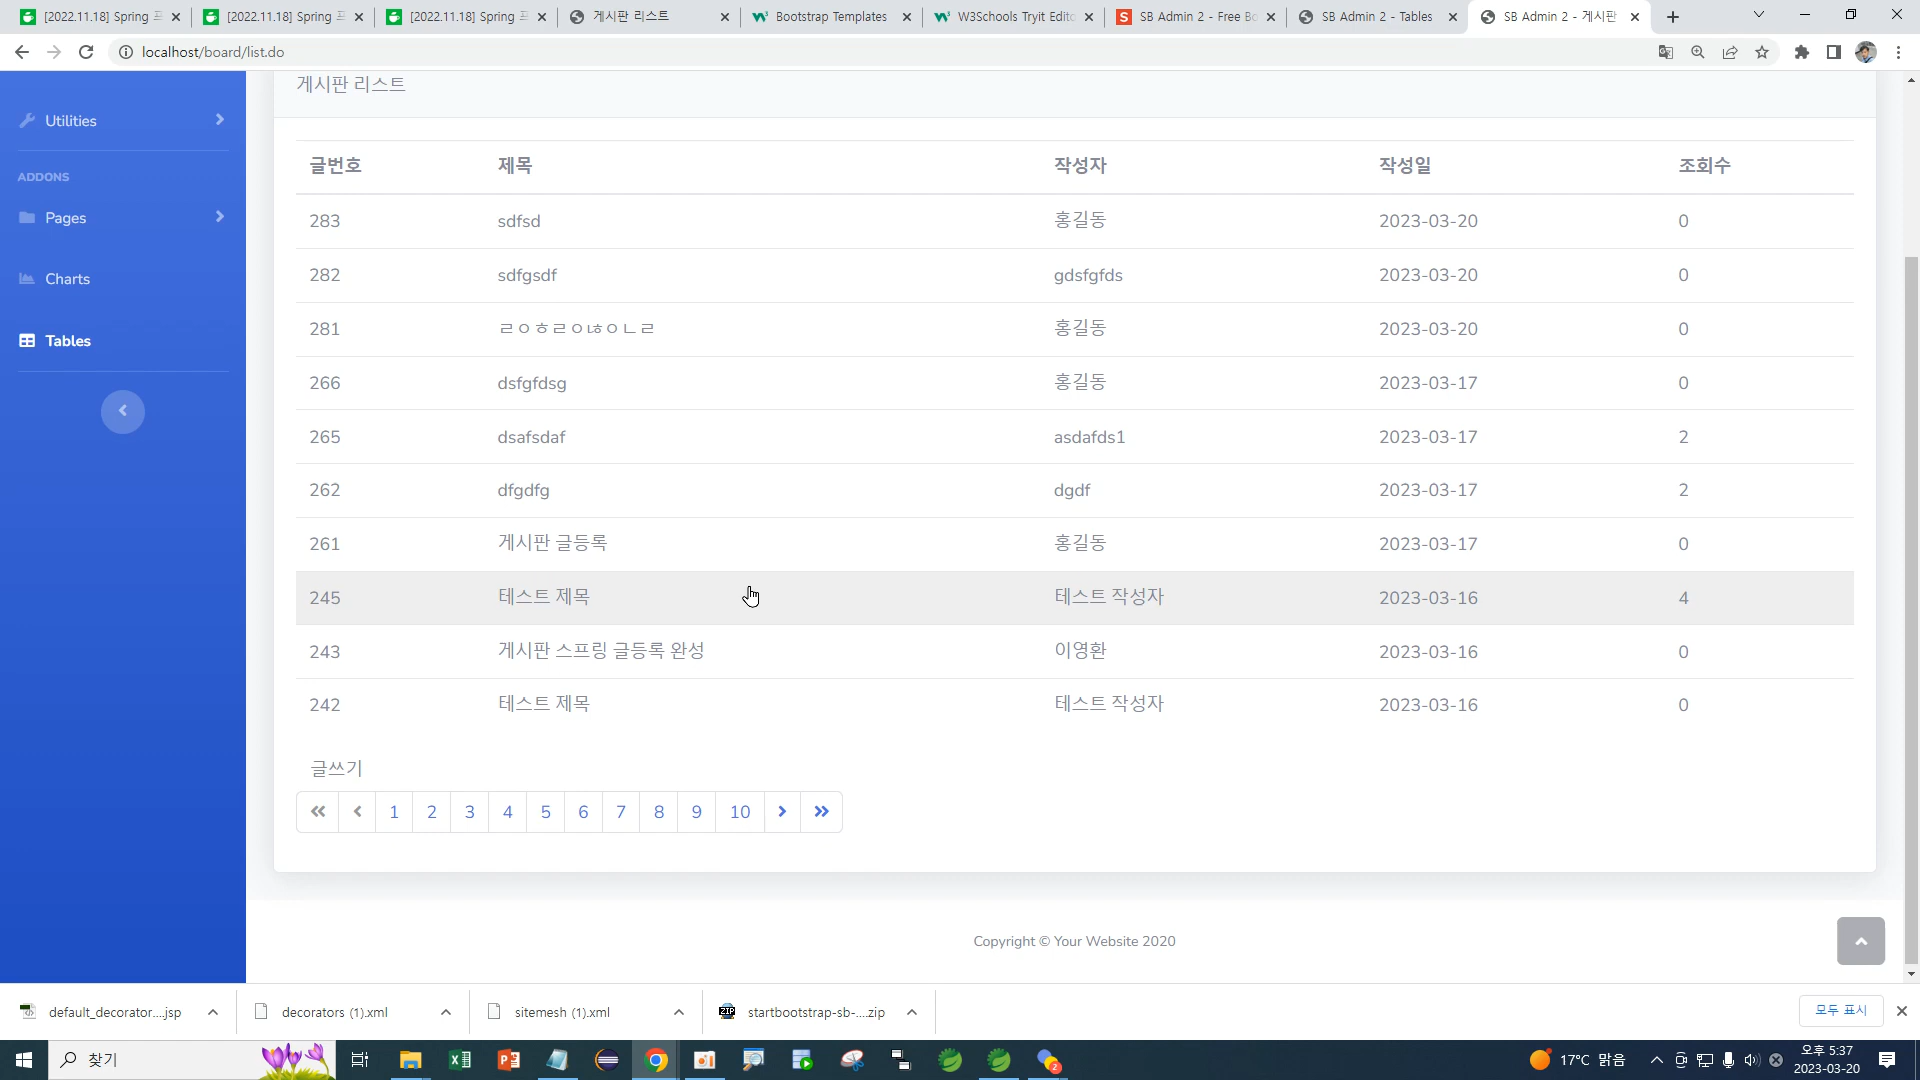 [2022.11.18] Spring 프
[2022.11.18] Spring 프
[2022.11.18] Spring 프
게시판 리스트
Bootstrap Templates
W3Schools Tryit Edito
SB Admin 2 - Free Bo
SB Admin 2 - Tables
SB Admin 2 - 게시판
localhost/board/list.do
Utilities
ADDONS
Pages
Charts
Tables
게시판 리스트
글번호 제목 작성자 작성일 조회수
283 sdfsd 홍길동 2023-03-20 0
282 sdfgsdf gdsfgfds 2023-03-20 0
281 ㄹㅇㅎㄹㅇㄶㅇㄴㄹ 홍길동 2023-03-20 0
266 dsfgfdsg 홍길동 2023-03-17 0
265 dsafsdaf asdafds1 2023-03-17 2
262 dfgdfg dgdf 2023-03-17 2
261 게시판 글등록 홍길동 2023-03-17 0
245 테스트 제목 테스트 작성자 2023-03-16 4
243 게시판 스프링 글등록 완성 이영환 2023-03-16 0
242 테스트 제목 테스트 작성자 2023-03-16 0
글쓰기
« ‹ 1 2 3 4 5 6 7 8 9 10 › »
Copyright © Your Website 2020
default_decorator....jsp
decorators (1).xml
sitemesh (1).xml
startbootstrap-sb-....zip
모두 표시
찾기
17°C 맑음
오후 5:37
2023-03-20